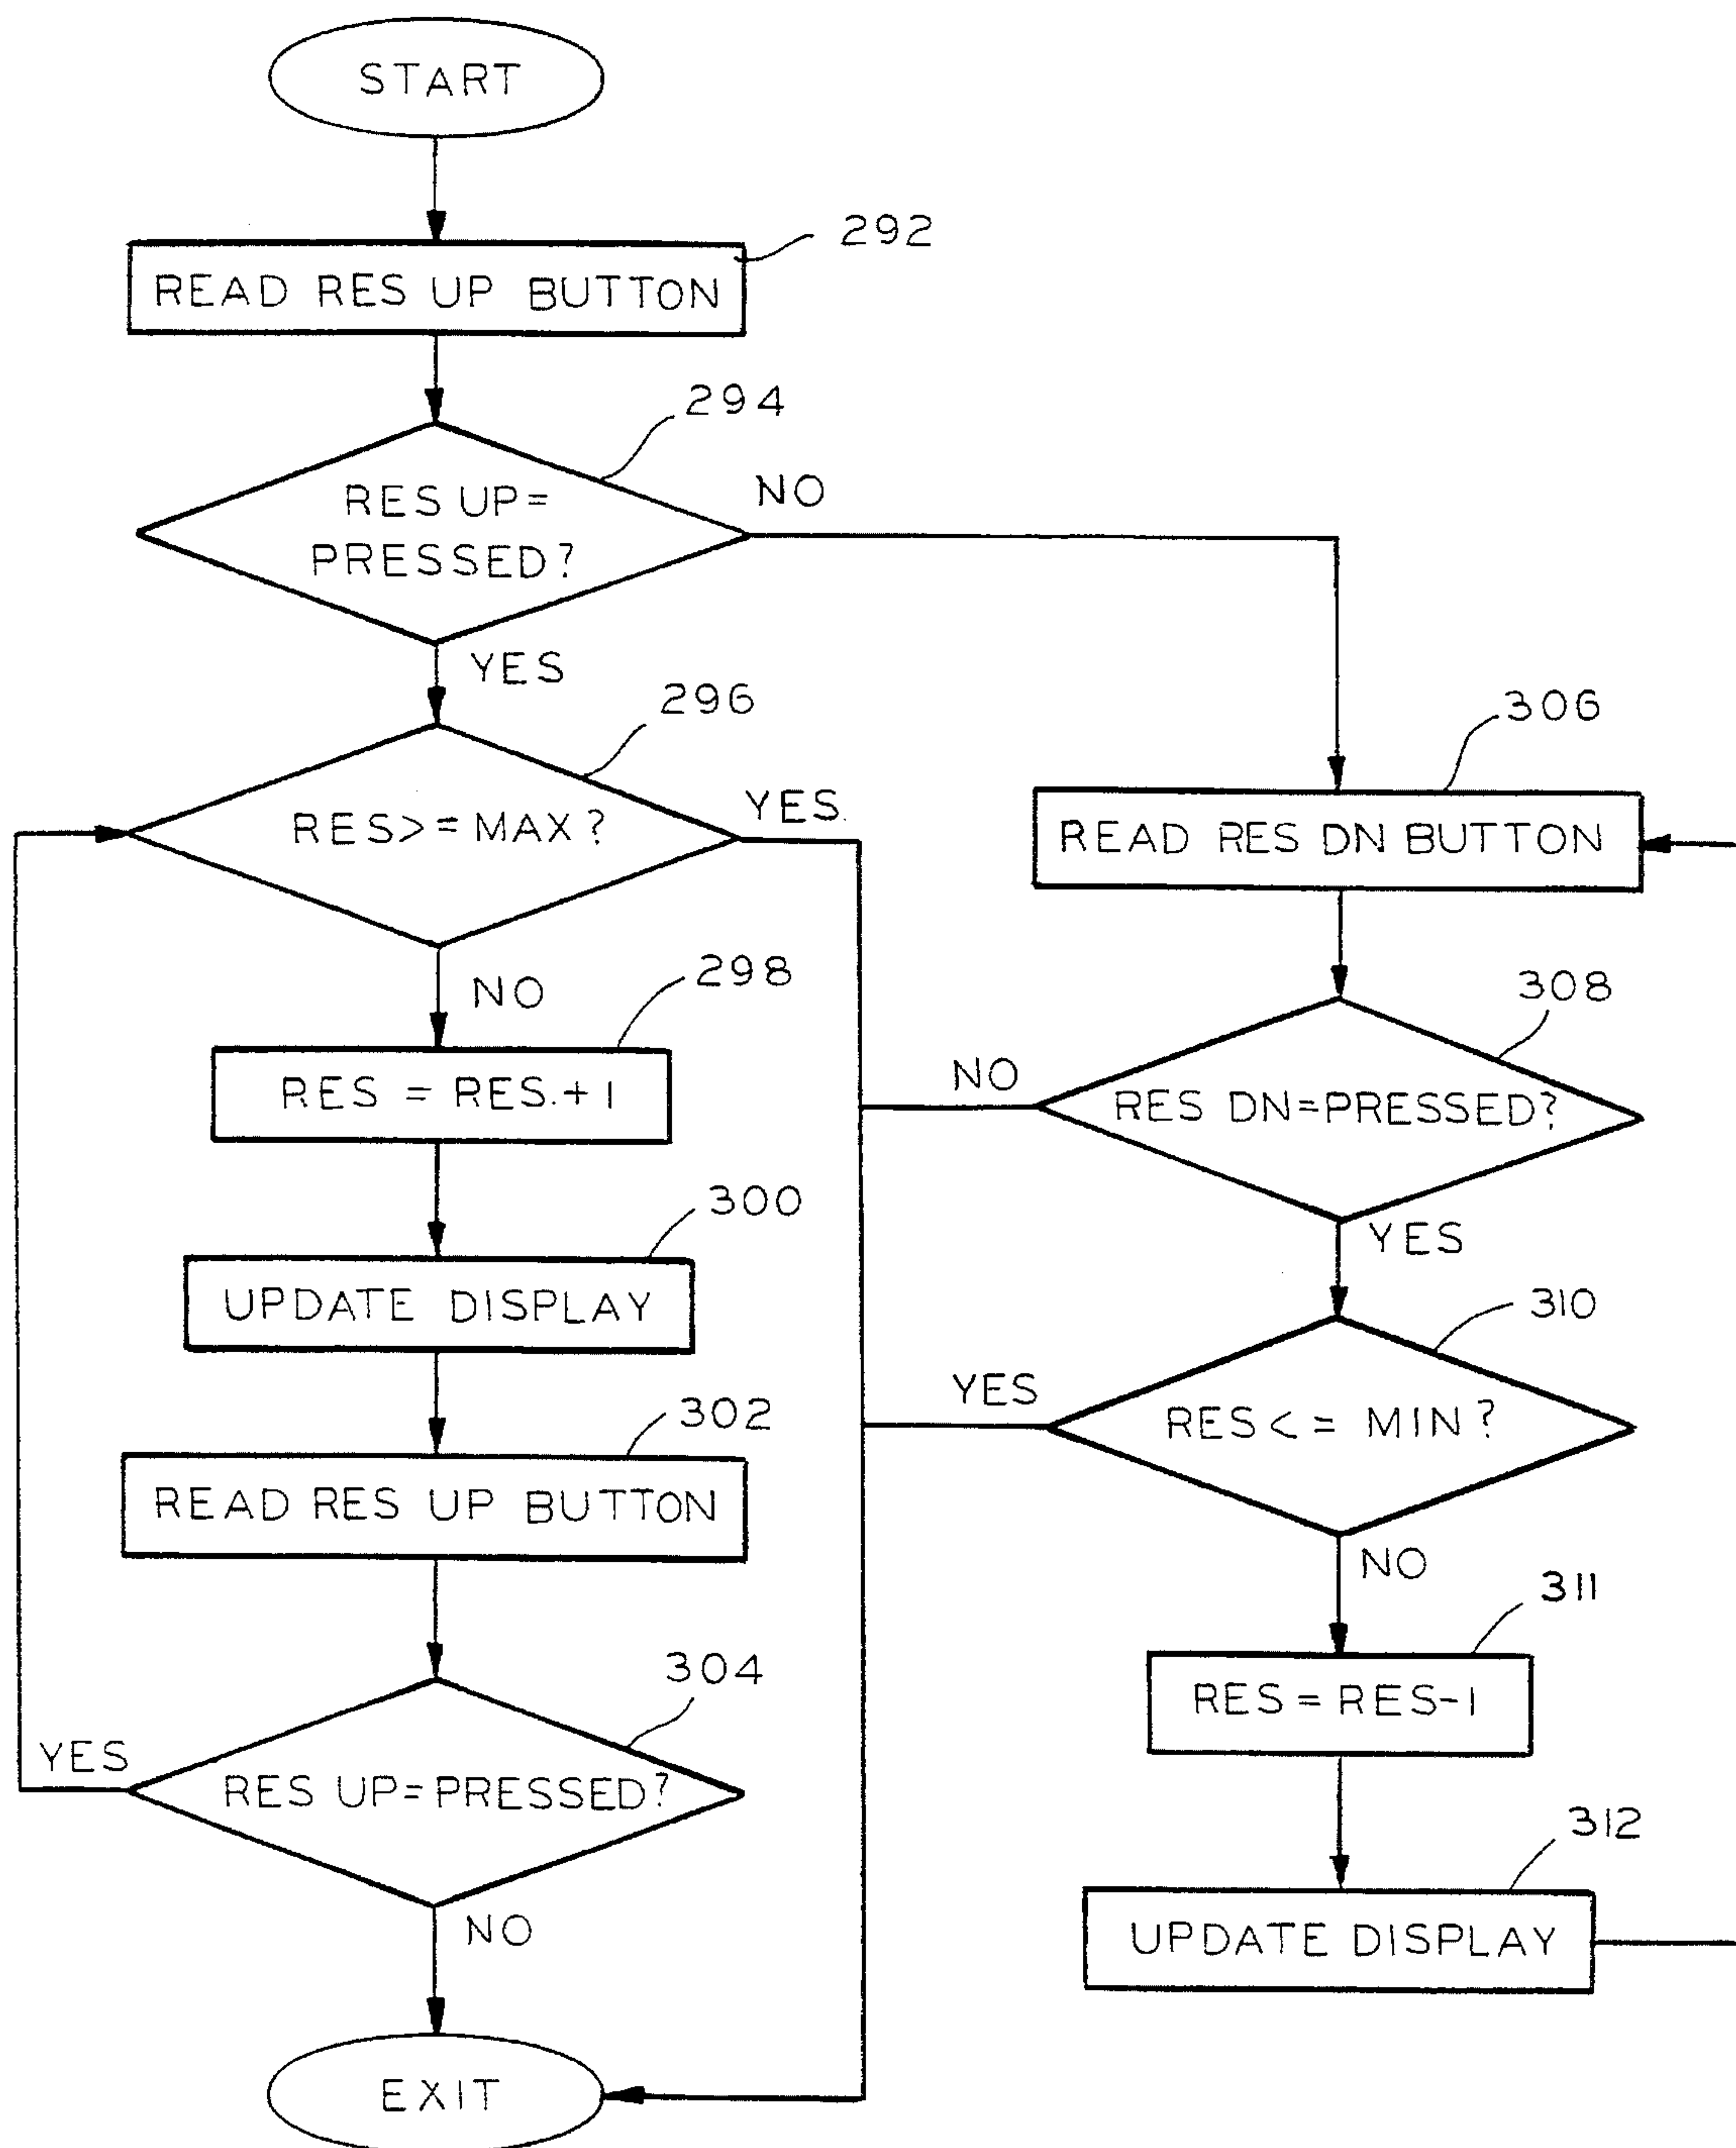 START
292
READ RES UP BUTTON
294
RES UP=
PRESSED?
NO
YES
296
RES>=MAX?
YES
NO
298
RES = RES.+1
300
UPDATE DISPLAY
302
READ RES UP BUTTON
304
RES UP=PRESSED?
YES
NO
EXIT
306
READ RES DN BUTTON
308
RES DN=PRESSED?
NO
YES
310
RES<= MIN?
YES
NO
311
RES=RES-1
312
UPDATE DISPLAY